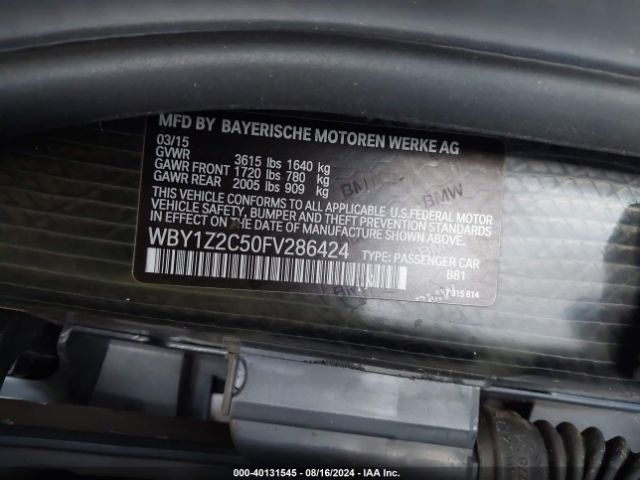 MFD BY BAYERISCHE MOTOREN WERKE AG
03/15
GVWR 3615 lbs 1640 kg
GAWR FRONT 1720 lbs 780 kg
GAWR REAR 2005 lbs 909 kg
THIS VEHICLE CONFORMS TO ALL APPLICABLE U.S. FEDERAL MOTOR
VEHICLE SAFETY, BUMPER, AND THEFT PREVENTION STANDARDS
IN EFFECT ON THE DATE OF MANUFACTURE SHOWN ABOVE.
WBY1Z2C50FV286424
TYPE: PASSENGER CAR
B81
BMW
BMW
000-40131545 - 08/16/2024 - IAA Inc.